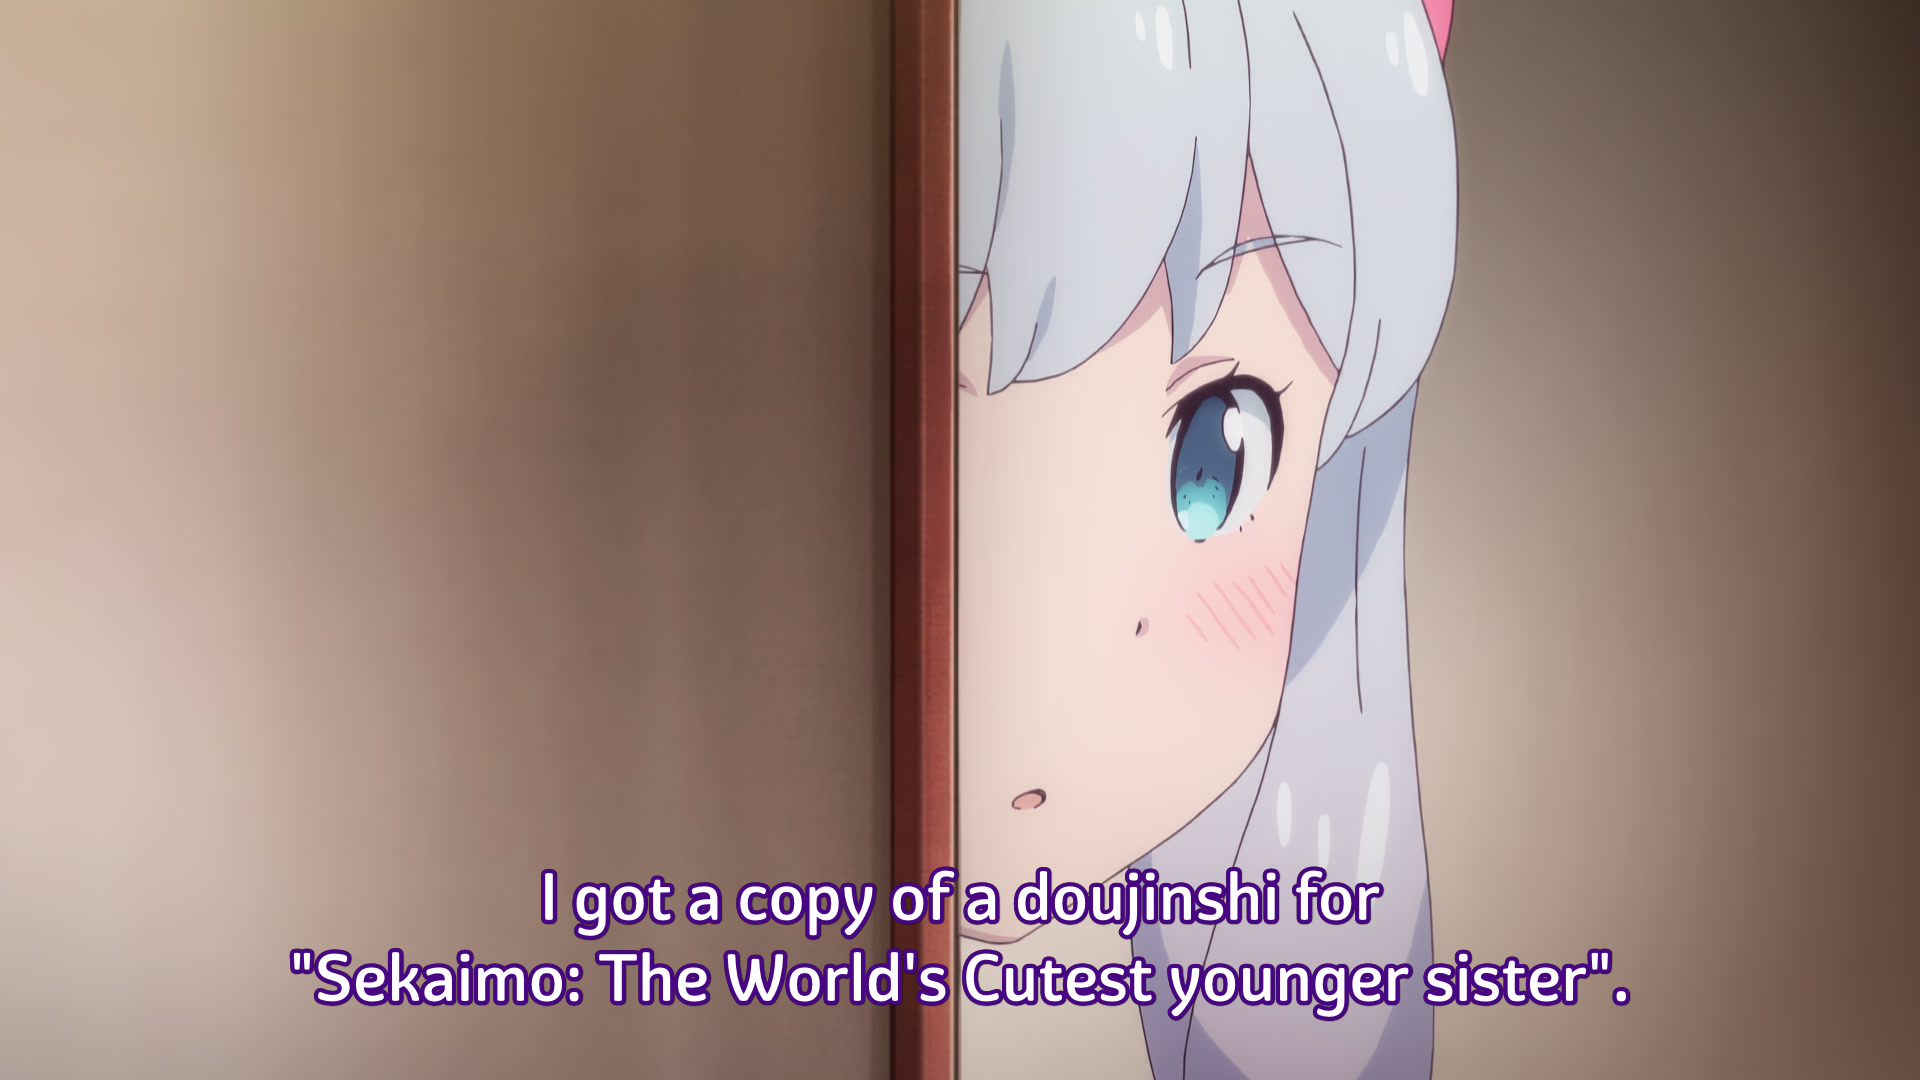 I got a copy of a doujinshi for
"Sekaimo: The World's Cutest younger sister".